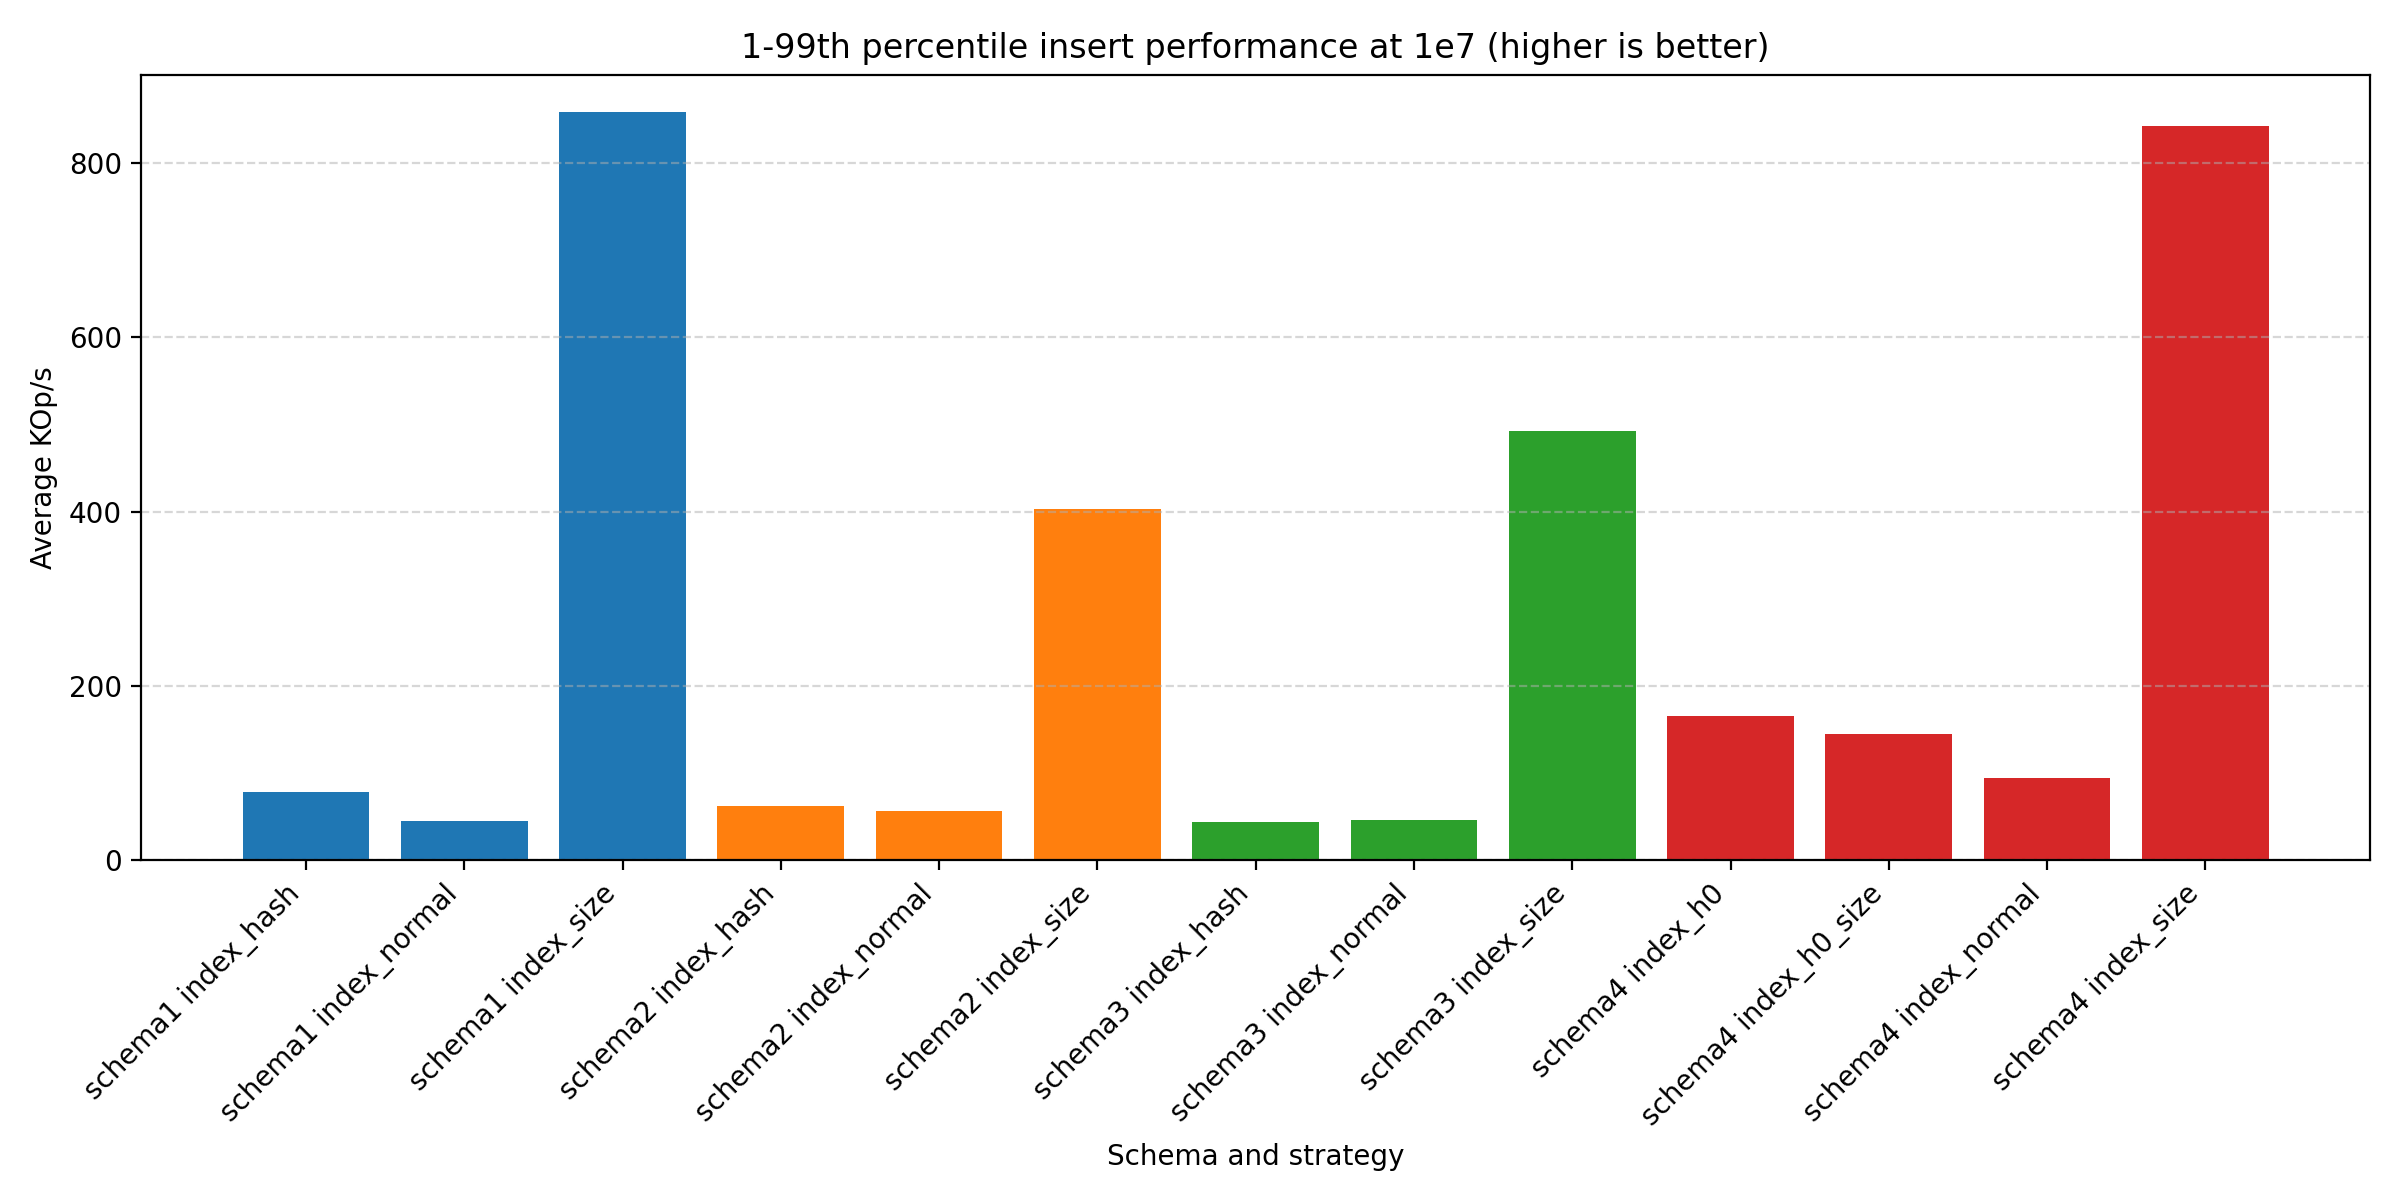 1-99th percentile insert performance at 1e7 (higher is better)
Average KOp/s
800
600
400
200
0
schema1 index_hash
schema1 index_normal
schema1 index_size
schema2 index_hash
schema2 index_normal
schema2 index_size
schema3 index_hash
schema3 index_normal
schema3 index_size
schema4 index_h0
schema4 index_h0_size
schema4 index_normal
schema4 index_size
Schema and strategy